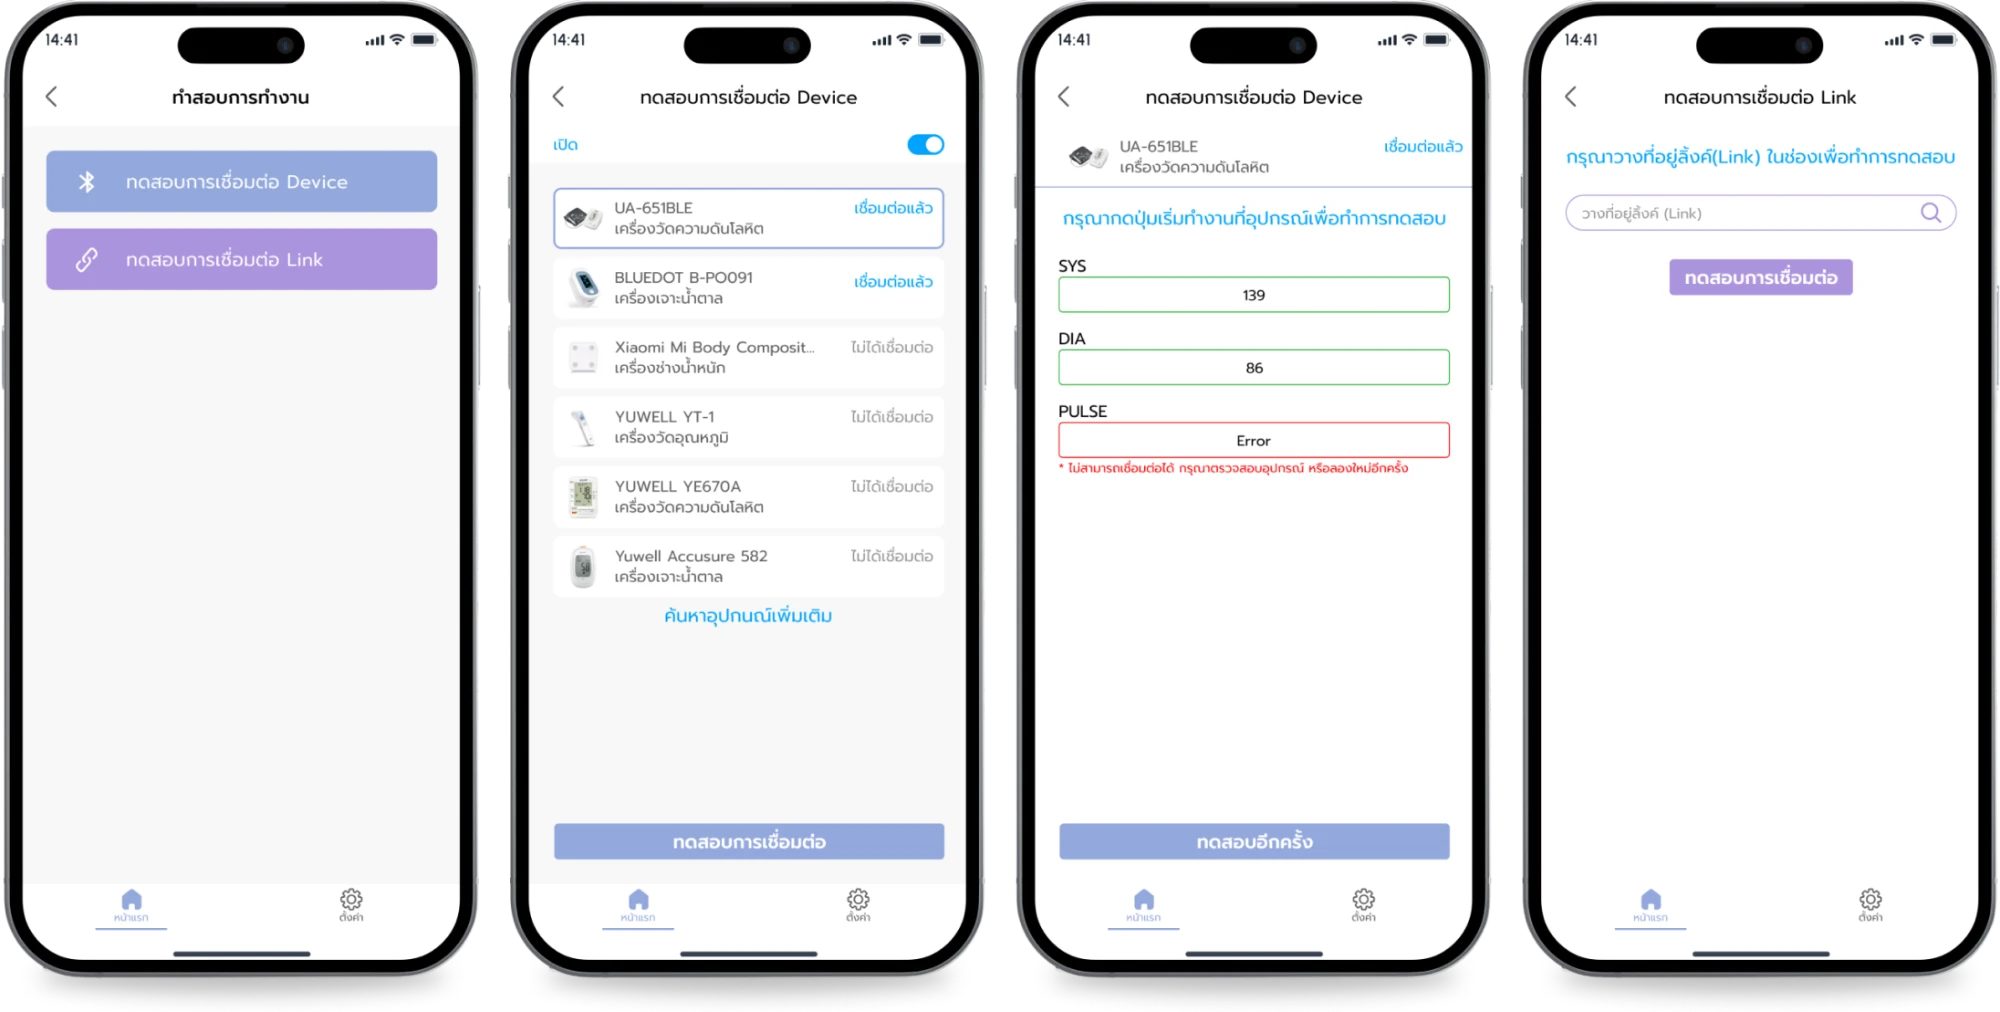 14:41
ทำสอบการทำงาน
ทดสอบการเชื่อมต่อ Device
ทดสอบการเชื่อมต่อ Link
หน้าแรก
ตั้งค่า
14:41
ทดสอบการเชื่อมต่อ Device
เปิด
UA-651BLE
เชื่อมต่อแล้ว
เครื่องวัดความดันโลหิต
BLUEDOT B-PO091
เชื่อมต่อแล้ว
เครื่องเจาะน้ำตาล
Xiaomi Mi Body Composit...
ไม่ได้เชื่อมต่อ
เครื่องช่างน้ำหนัก
YUWELL YT-1
ไม่ได้เชื่อมต่อ
เครื่องวัดอุณหภูมิ
YUWELL YE670A
ไม่ได้เชื่อมต่อ
เครื่องวัดความดันโลหิต
Yuwell Accusure 582
ไม่ได้เชื่อมต่อ
เครื่องเจาะน้ำตาล
ค้นหาอุปกนณ์เพิ่มเติม
ทดสอบการเชื่อมต่อ
หน้าแรก
ตั้งค่า
14:41
ทดสอบการเชื่อมต่อ Device
UA-651BLE
เชื่อมต่อแล้ว
เครื่องวัดความดันโลหิต
กรุณากดปุ่มเริ่มทำงานที่อุปกรณ์เพื่อทำการทดสอบ
SYS
139
DIA
86
PULSE
Error
* ไม่สามารถเชื่อมต่อได้ กรุณาตรวจสอบอุปกรณ์ หรือลองใหม่อีกครั้ง
ทดสอบอีกครั้ง
หน้าแรก
ตั้งค่า
14:41
ทดสอบการเชื่อมต่อ Link
กรุณาวางที่อยู่ลิ้งค์(Link) ในช่องเพื่อทำการทดสอบ
วางที่อยู่ลิ้งค์ (Link)
ทดสอบการเชื่อมต่อ
หน้าแรก
ตั้งค่า